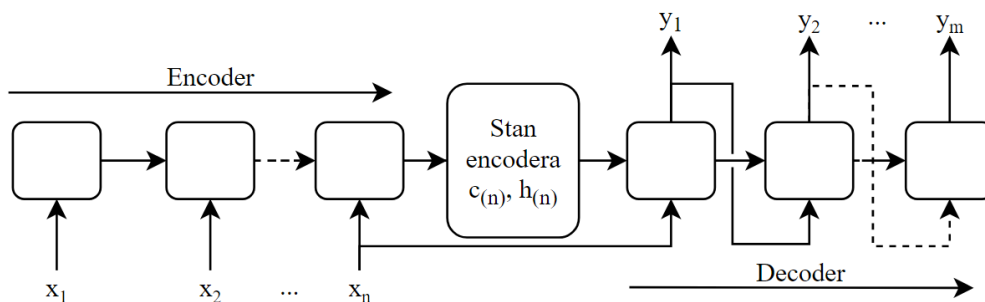 y₁ y₂ ... yₘ
Encoder
Stan
encodera
c₍ₙ₎, h₍ₙ₎
x₁ x₂ ... xₙ
Decoder